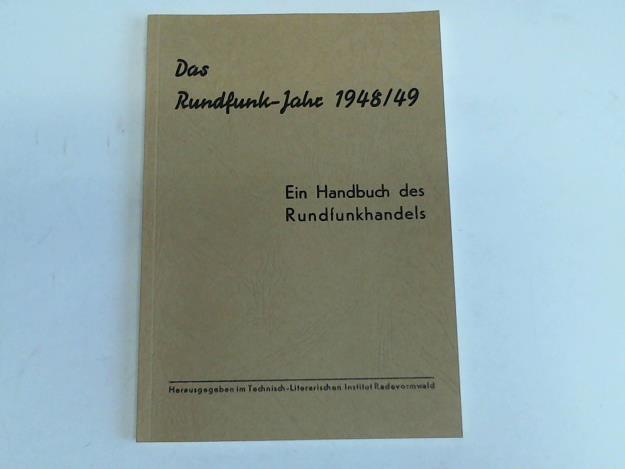 Das
Rundfunk-Jahr 1948/49
Ein Handbuch des
Rundfunkhandels
Herausgegeben im Technisch-Literarischen Institut Radevormwald